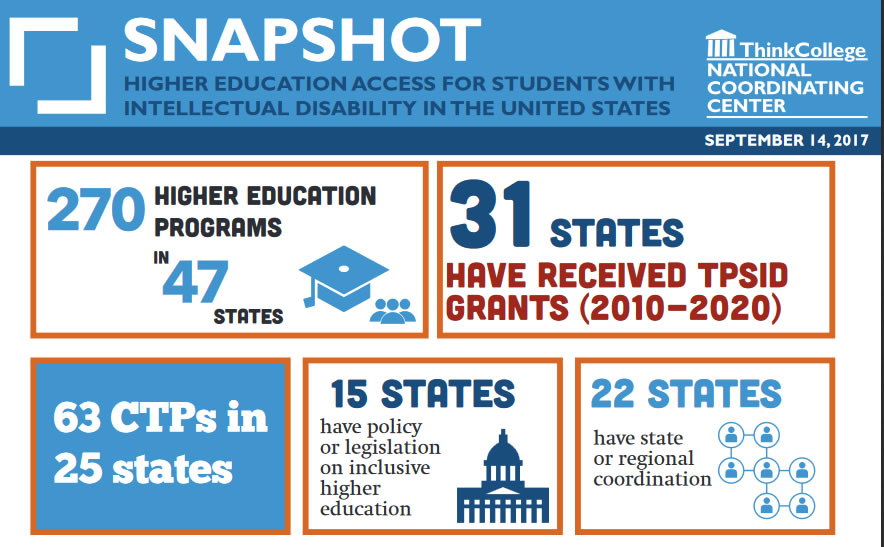 SNAPSHOT
HIGHER EDUCATION ACCESS FOR STUDENTS WITH
INTELLECTUAL DISABILITY IN THE UNITED STATES
ThinkCollege
NATIONAL
COORDINATING
CENTER
SEPTEMBER 14, 2017
270 HIGHER EDUCATION
PROGRAMS
IN
47
STATES
31 STATES
HAVE RECEIVED TPSID
GRANTS (2010–2020)
63 CTPs in
25 states
15 STATES
have policy
or legislation
on inclusive
higher
education
22 STATES
have state
or regional
coordination